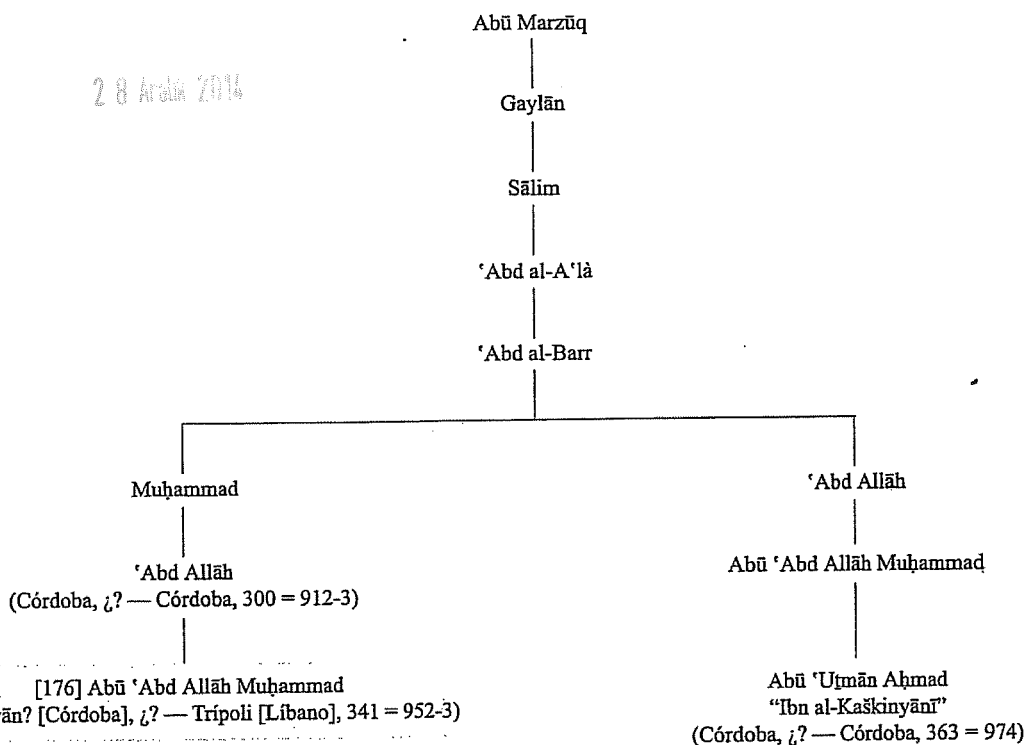 Abū Marzūq
28 Aralık 2014
Gaylān
Sālim
ʿAbd al-Aʿlà
ʿAbd al-Barr
Muḥammad
ʿAbd Allāh
ʿAbd Allāh
(Córdoba, ¿? — Córdoba, 300 = 912-3)
Abū ʿAbd Allāh Muḥammad
[176] Abū ʿAbd Allāh Muḥammad
ān? [Córdoba], ¿? — Trípoli [Líbano], 341 = 952-3)
Abū ʿUṯmān Aḥmad
“Ibn al-Kaškinyānī”
(Córdoba, ¿? — Córdoba, 363 = 974)